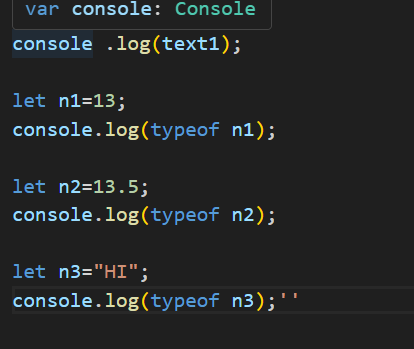 var console: Console
console .log(text1);
let n1=13;
console.log(typeof n1);
let n2=13.5;
console.log(typeof n2);
let n3="HI";
console.log(typeof n3);''